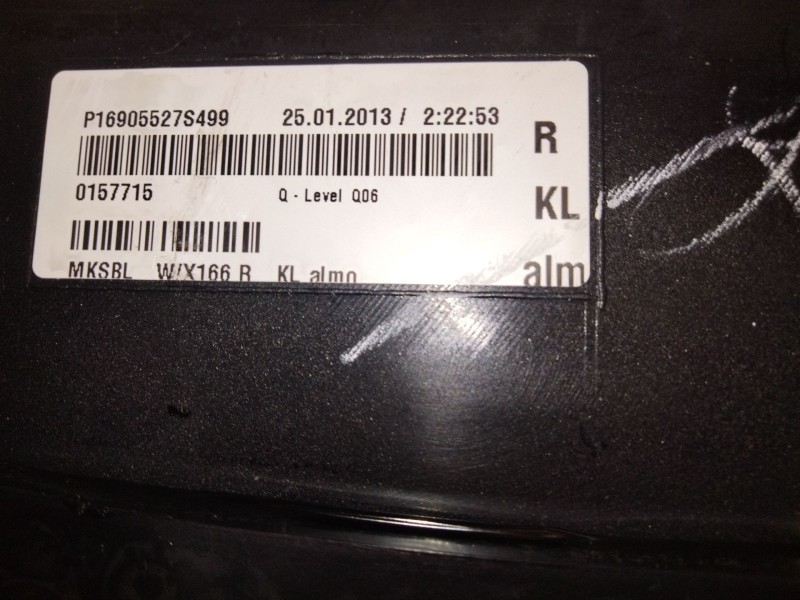 P16905527S499 25.01.2013 / 2:22:53
R
0157715 Q - Level Q06
KL
MKSBL W/X166 R KL almo
alm